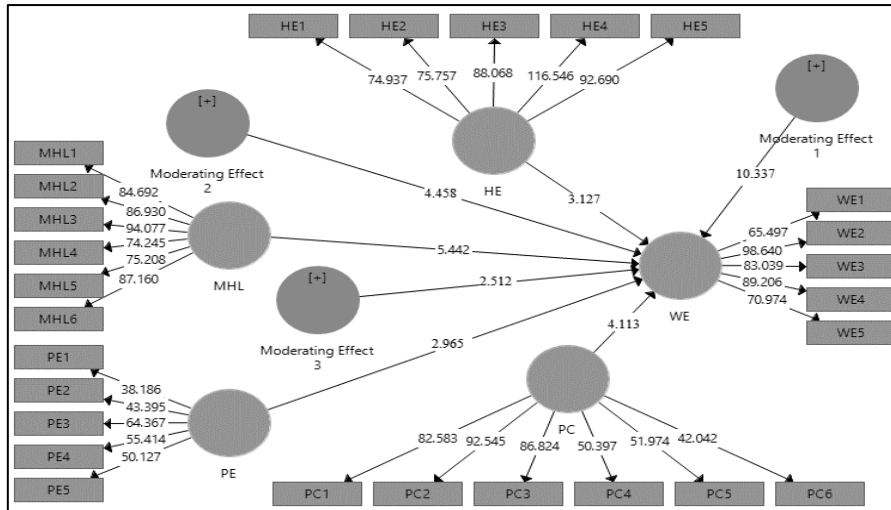 HE1
HE2
HE3
HE4
HE5
74.937
75.757
88.068
116.546
92.690
HE
[+]
Moderating Effect
2
[+]
Moderating Effect
1
4.458
3.127
10.337
MHL1
MHL2
MHL3
MHL4
MHL5
MHL6
84.692
86.930
94.077
74.245
75.208
87.160
MHL
5.442
[+]
Moderating Effect
3
2.512
WE
65.497
98.640
83.039
89.206
70.974
WE1
WE2
WE3
WE4
WE5
PE1
PE2
PE3
PE4
PE5
38.186
43.395
64.367
55.414
50.127
PE
2.965
4.113
PC
82.583
92.545
86.824
50.397
51.974
42.042
PC1
PC2
PC3
PC4
PC5
PC6